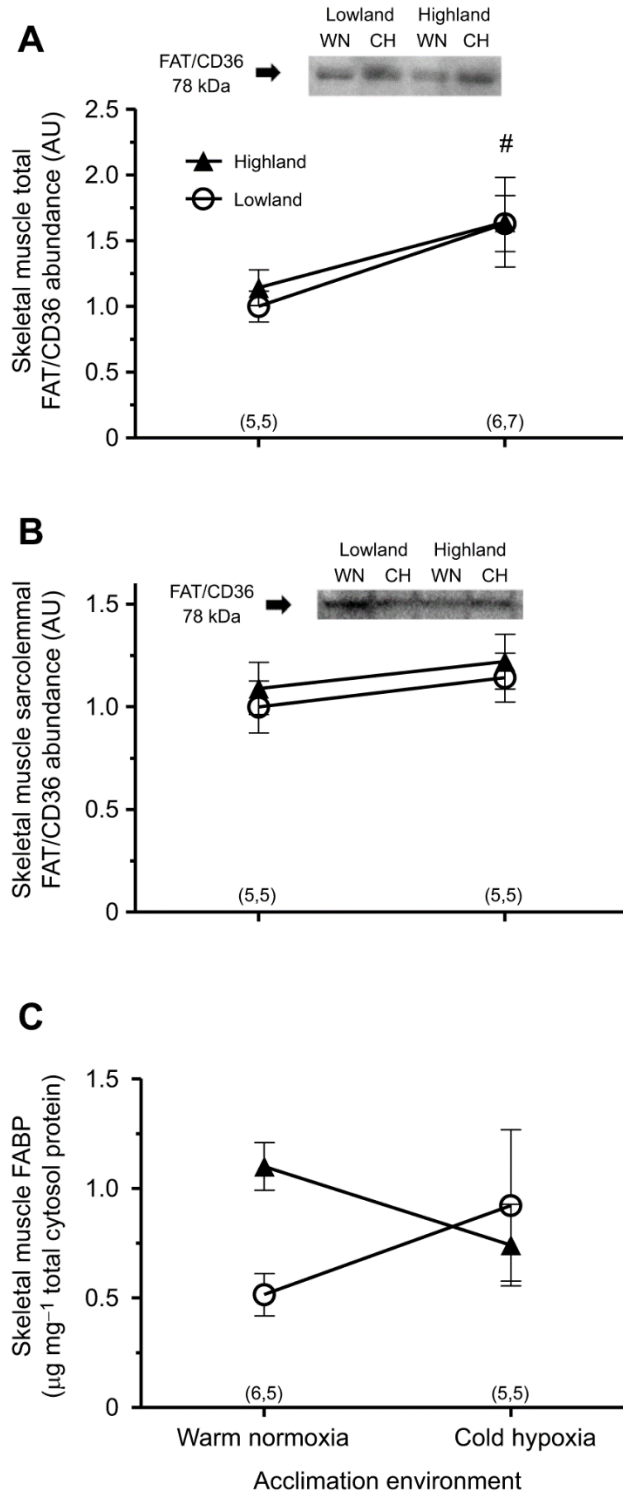 A
Lowland Highland
WN CH WN CH
FAT/CD36
78 kDa
Skeletal muscle total
FAT/CD36 abundance (AU)
2.5
2.0
1.5
1.0
0.5
0
Highland
Lowland
#
(5,5)
(6,7)
B
Lowland Highland
WN CH WN CH
FAT/CD36
78 kDa
Skeletal muscle sarcolemmal
FAT/CD36 abundance (AU)
1.5
1.0
0.5
0
(5,5)
(5,5)
C
Skeletal muscle FABP
(μg mg⁻¹ total cytosol protein)
1.5
1.0
0.5
0
(6,5)
(5,5)
Warm normoxia
Cold hypoxia
Acclimation environment